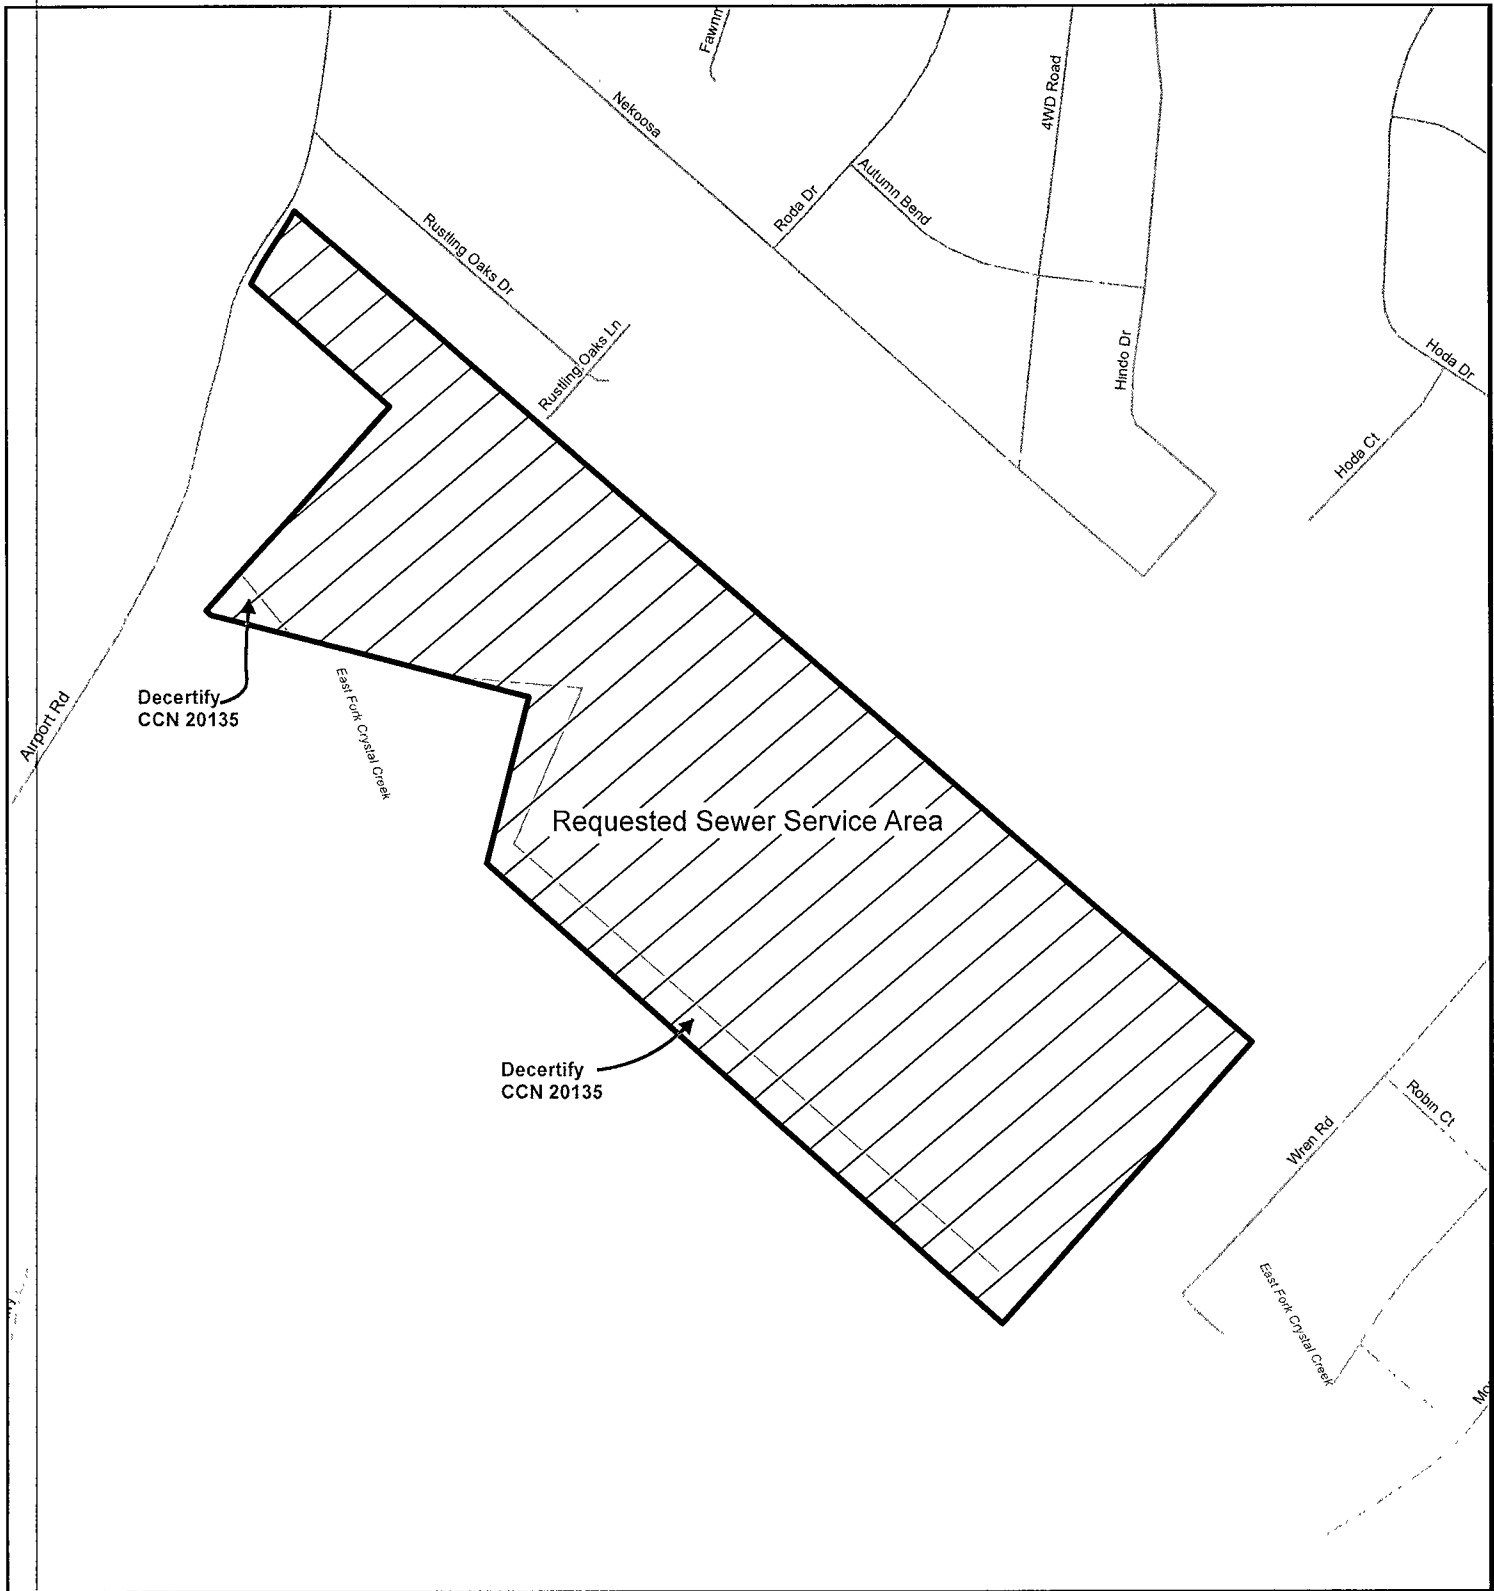 Fawnm
Nekoosa
4WD Road
Autumn Bend
Roda Dr
Rustling Oaks Dr
Rustling Oaks Ln
Hindo Dr
Hoda Dr
Hoda Ct
Decertify
CCN 20135
East Fork Crystal Creek
Airport Rd
Requested Sewer Service Area
Decertify
CCN 20135
Robin Ct
Wren Rd
East Fork Crystal Creek